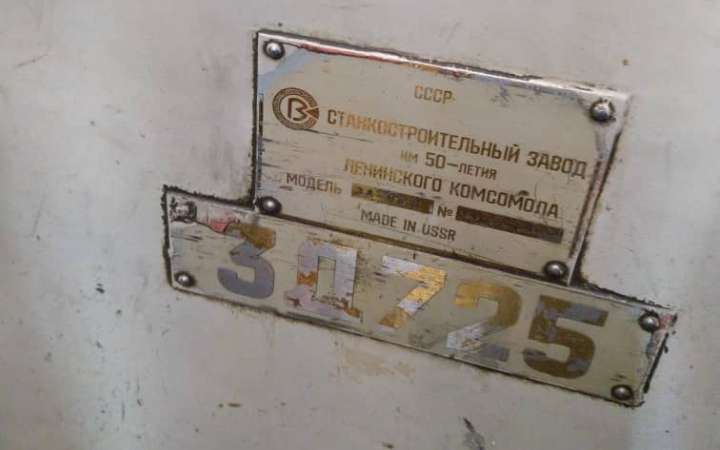 СССР
СТАНКОСТРОИТЕЛЬНЫЙ ЗАВОД
ИМ 50-ЛЕТИЯ
ЛЕНИНСКОГО КОМСОМОЛА
МОДЕЛЬ №
MADE IN USSR
3Д725